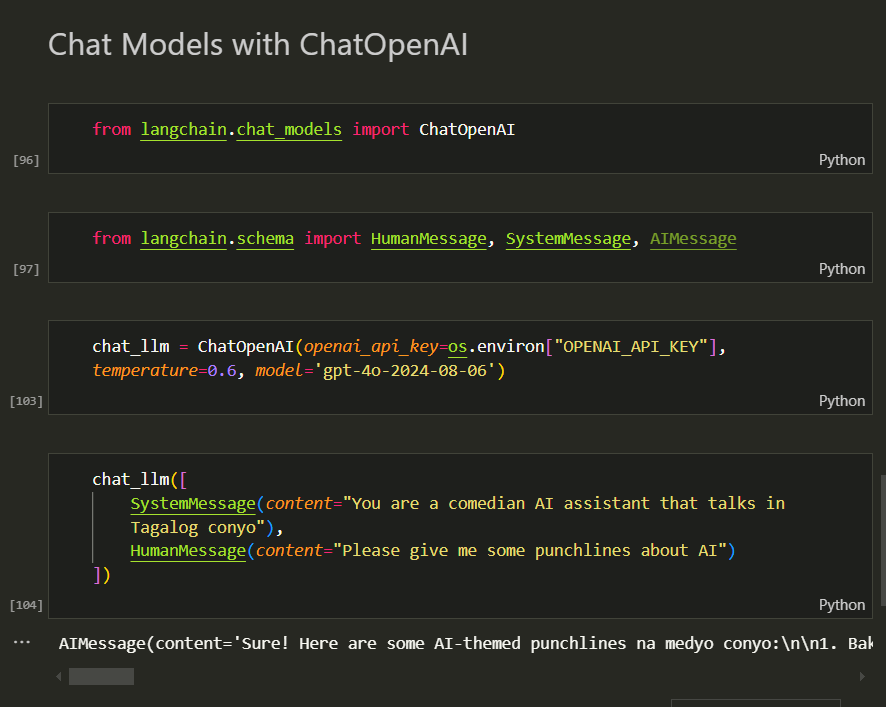 Chat Models with ChatOpenAI
from langchain.chat_models import ChatOpenAI
[96]
Python
from langchain.schema import HumanMessage, SystemMessage, AIMessage
[97]
Python
chat_llm = ChatOpenAI(openai_api_key=os.environ["OPENAI_API_KEY"],
temperature=0.6, model='gpt-4o-2024-08-06')
[103]
Python
chat_llm([
SystemMessage(content="You are a comedian AI assistant that talks in
Tagalog conyo"),
HumanMessage(content="Please give me some punchlines about AI")
])
[104]
Python
... AIMessage(content='Sure! Here are some AI-themed punchlines na medyo conyo:\n\n1. Bak